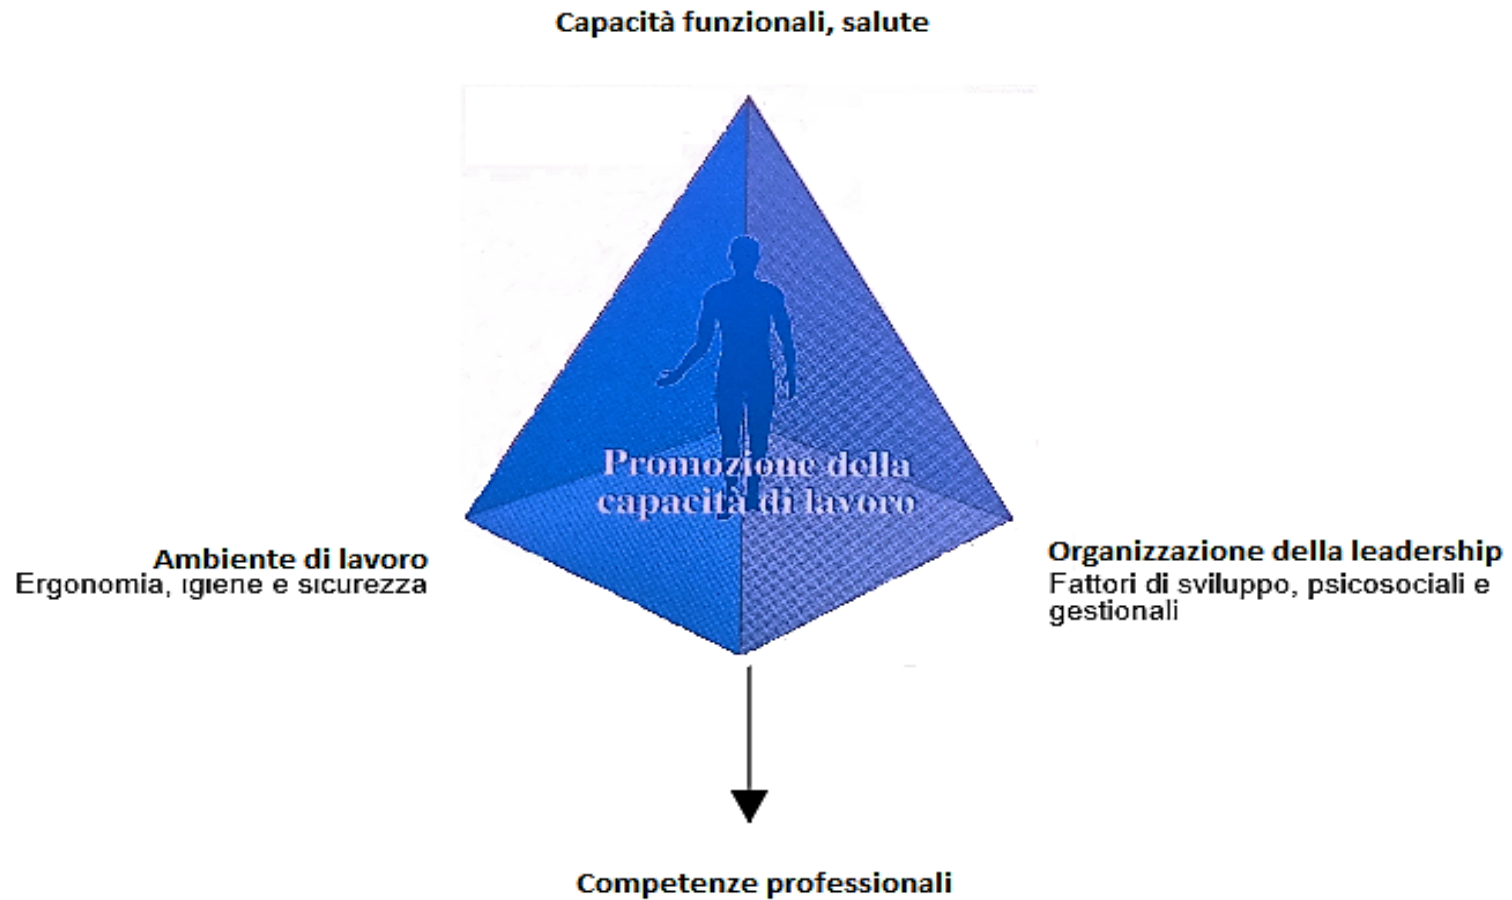 Capacità funzionali, salute
Promozione della
capacità di lavoro
Ambiente di lavoro
Ergonomia, igiene e sicurezza
Organizzazione della leadership
Fattori di sviluppo, psicosociali e
gestionali
Competenze professionali